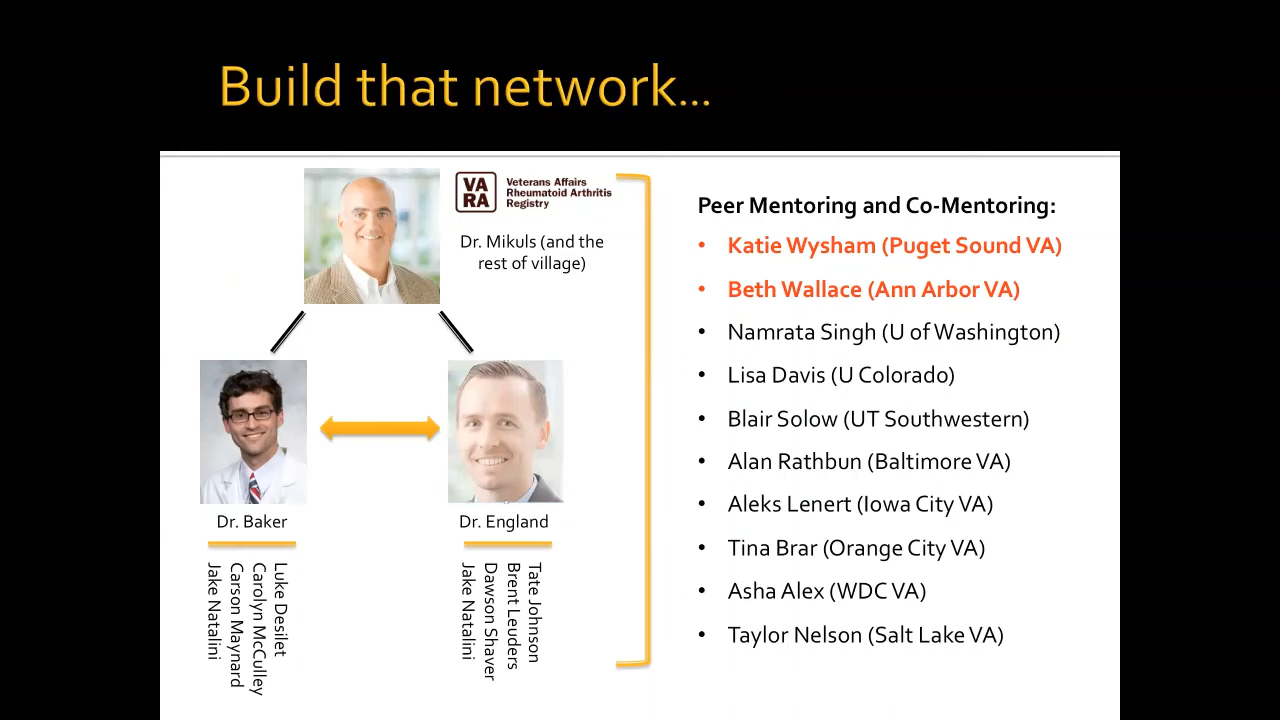 Build that network...
VA
RA
Veterans Affairs
Rheumatoid Arthritis
Registry
Dr. Mikuls (and the
rest of village)
Dr. Baker
Dr. England
Luke Desilet
Carolyn McCulley
Carson Maynard
Jake Natalini
Tate Johnson
Brent Leuders
Dawson Shaver
Jake Natalini
Peer Mentoring and Co-Mentoring:
• Katie Wysham (Puget Sound VA)
• Beth Wallace (Ann Arbor VA)
• Namrata Singh (U of Washington)
• Lisa Davis (U Colorado)
• Blair Solow (UT Southwestern)
• Alan Rathbun (Baltimore VA)
• Aleks Lenert (Iowa City VA)
• Tina Brar (Orange City VA)
• Asha Alex (WDC VA)
• Taylor Nelson (Salt Lake VA)